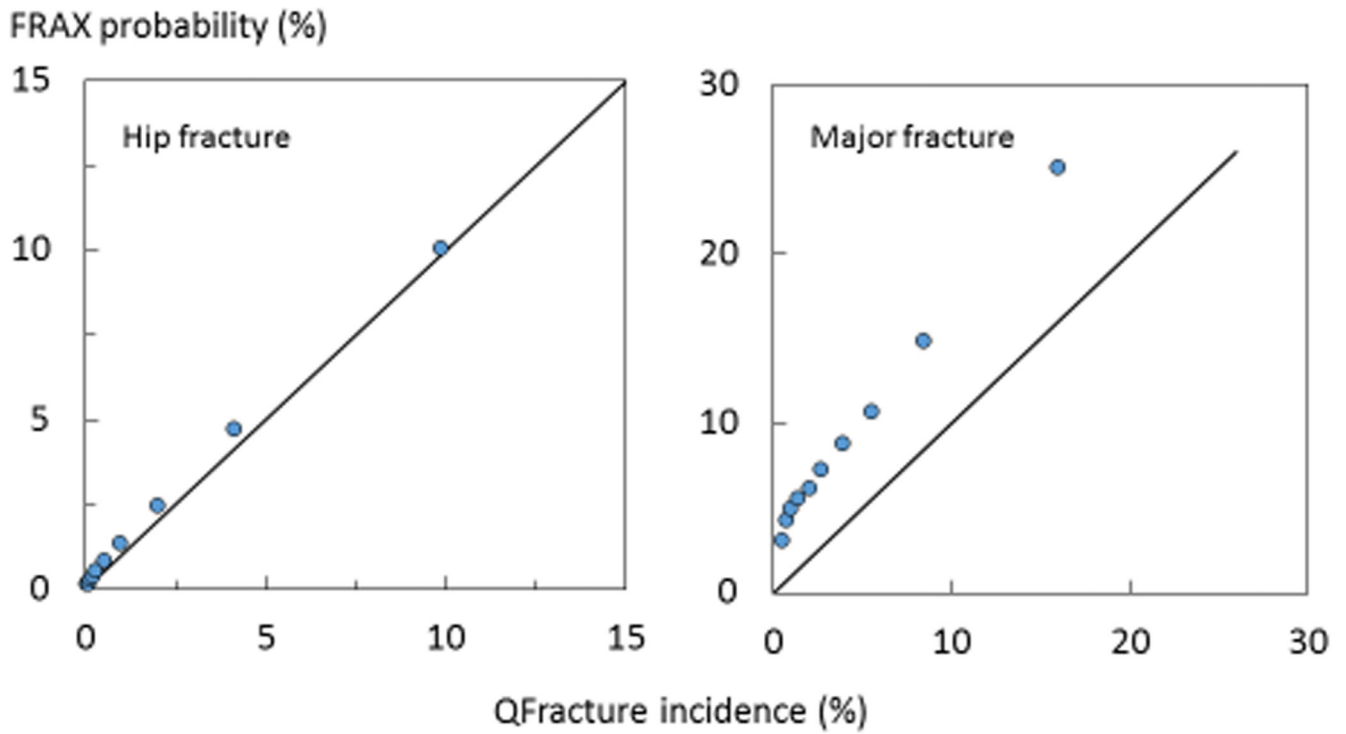 FRAX probability (%)
15
10
5
0
Hip fracture
0 5 10 15
30
20
10
0
Major fracture
0 10 20 30
QFracture incidence (%)